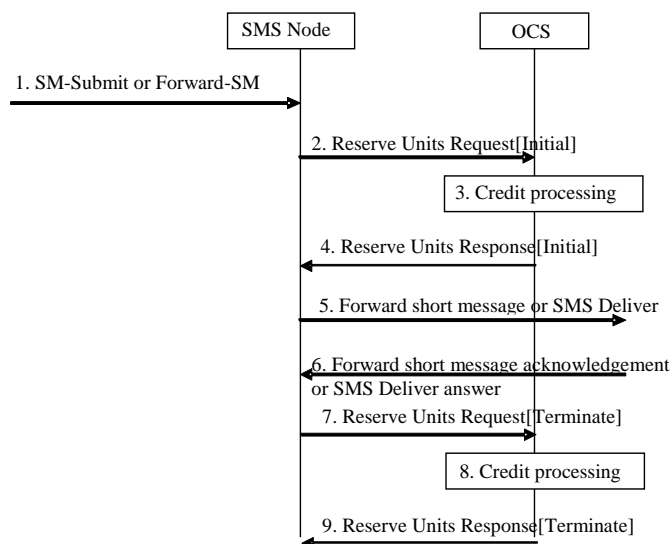 SMS Node
OCS
1. SM-Submit or Forward-SM
2. Reserve Units Request[Initial]
3. Credit processing
4. Reserve Units Response[Initial]
5. Forward short message or SMS Deliver
6. Forward short message acknowledgement
or SMS Deliver answer
7. Reserve Units Request[Terminate]
8. Credit processing
9. Reserve Units Response[Terminate]